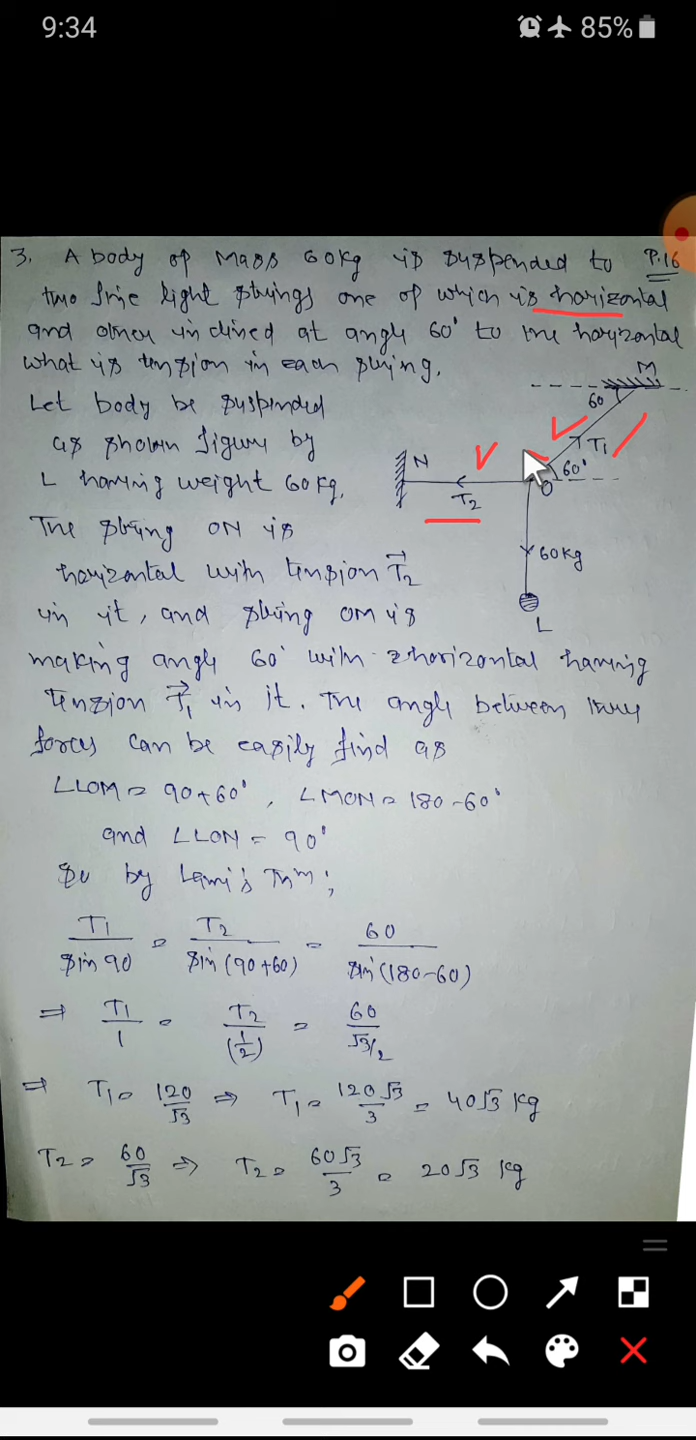 9:34
85%
3. A body of Mass 60kg is suspended to P.16
two fine light strings one of which is horizontal
and other inclined at angle 60° to the horizontal
what is tension in each string.
M
60
Let body be suspended
as shown figure by
T₁
N
60°
L having weight 60kg.
O
T₂
The string ON is
60kg
horizontal with tension T⃗₂
in it, and string OM is
L
making angle 60° with horizontal having
tension T⃗₁ in it. The angle between
forces can be easily find as
∠LOM = 90+60°, ∠MON = 180-60°
and ∠LON = 90°
So by Lami's Thm;
T₁/sin 90 = T₂/sin(90+60) = 60/sin(180-60)
⇒ T₁/1 = T₂/(1/2) = 60/√3/2
⇒ T₁ = 120/√3 ⇒ T₁ = 120√3/3 = 40√3 kg
T₂ = 60/√3 ⇒ T₂ = 60√3/3 = 20√3 kg